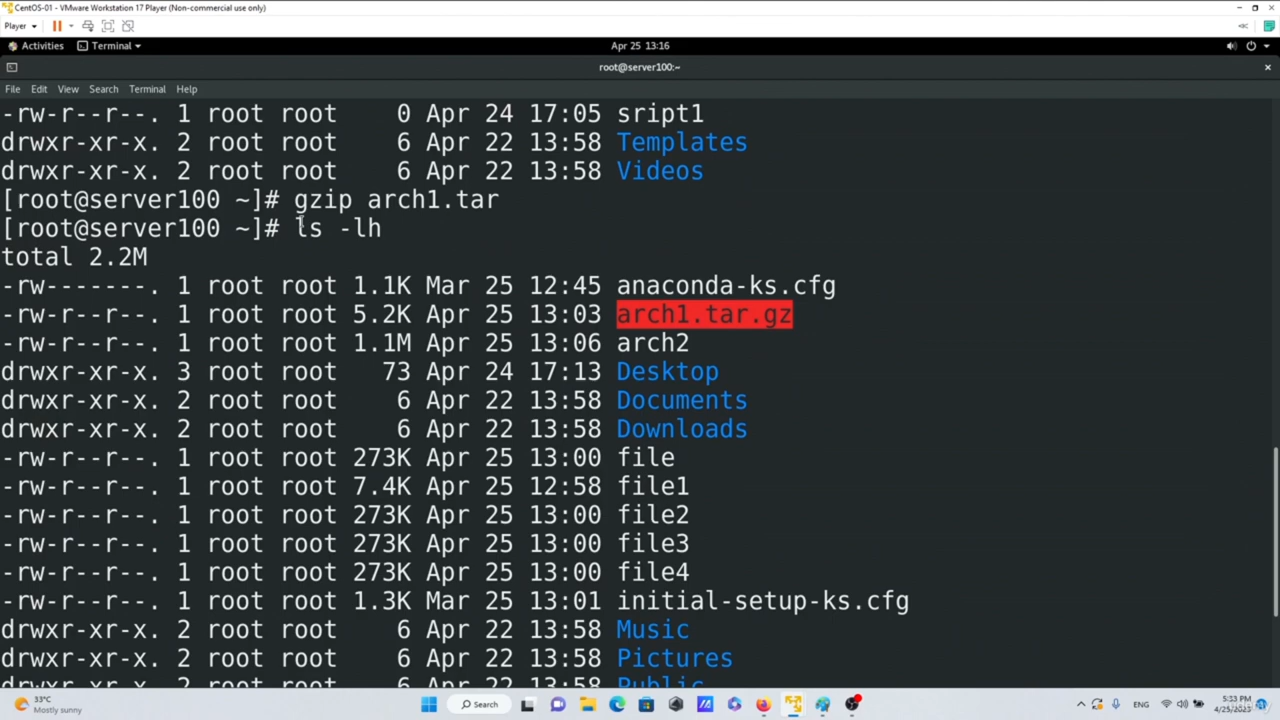 CentOS-01 - VMware Workstation 17 Player (Non-commercial use only)
Player
Activities Terminal Apr 25 13:16
root@server100:~
File Edit View Search Terminal Help
-rw-r--r--. 1 root root 0 Apr 24 17:05 sript1
drwxr-xr-x. 2 root root 6 Apr 22 13:58 Templates
drwxr-xr-x. 2 root root 6 Apr 22 13:58 Videos
[root@server100 ~]# gzip arch1.tar
[root@server100 ~]# ls -lh
total 2.2M
-rw-------. 1 root root 1.1K Mar 25 12:45 anaconda-ks.cfg
-rw-r--r--. 1 root root 5.2K Apr 25 13:03 arch1.tar.gz
-rw-r--r--. 1 root root 1.1M Apr 25 13:06 arch2
drwxr-xr-x. 3 root root 73 Apr 24 17:13 Desktop
drwxr-xr-x. 2 root root 6 Apr 22 13:58 Documents
drwxr-xr-x. 2 root root 6 Apr 22 13:58 Downloads
-rw-r--r--. 1 root root 273K Apr 25 13:00 file
-rw-r--r--. 1 root root 7.4K Apr 25 12:58 file1
-rw-r--r--. 1 root root 273K Apr 25 13:00 file2
-rw-r--r--. 1 root root 273K Apr 25 13:00 file3
-rw-r--r--. 1 root root 273K Apr 25 13:00 file4
-rw-r--r--. 1 root root 1.3K Mar 25 13:01 initial-setup-ks.cfg
drwxr-xr-x. 2 root root 6 Apr 22 13:58 Music
drwxr-xr-x. 2 root root 6 Apr 22 13:58 Pictures
drwxr-xr-x. 2 root root 6 Apr 22 13:58 Public
33°C
Mostly sunny
Search
ENG
5:33 PM
4/25/2023